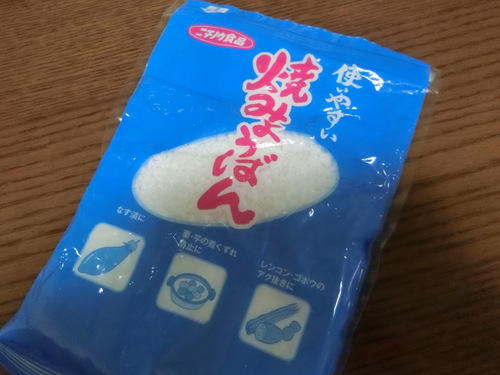 ニチノウ食品
使いやすい
焼みょうばん
なす漬に
栗・芋の煮くずれ
防止に
レンコン・ゴボウの
アク抜きに